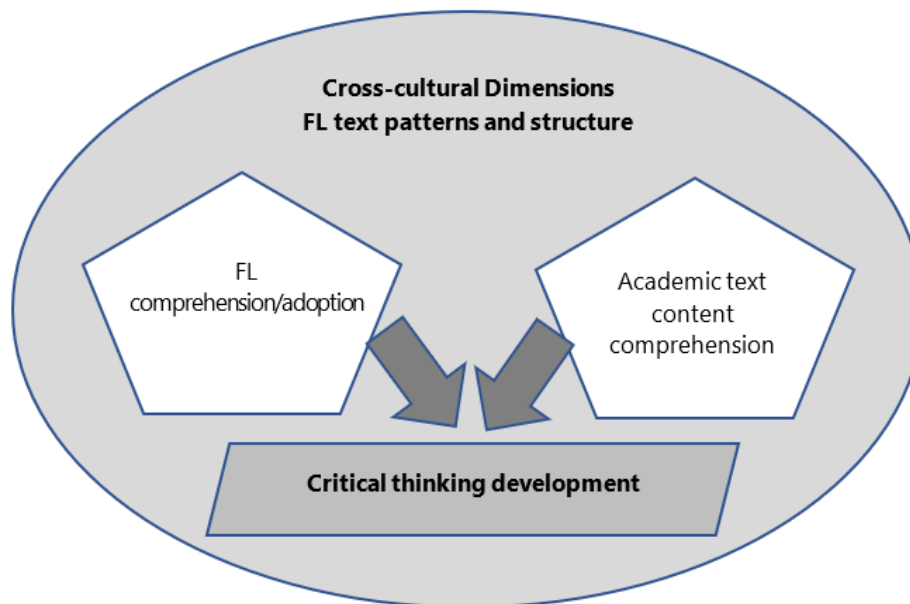 Cross-cultural Dimensions
FL text patterns and structure
FL
comprehension/adoption
Academic text
content
comprehension
Critical thinking development